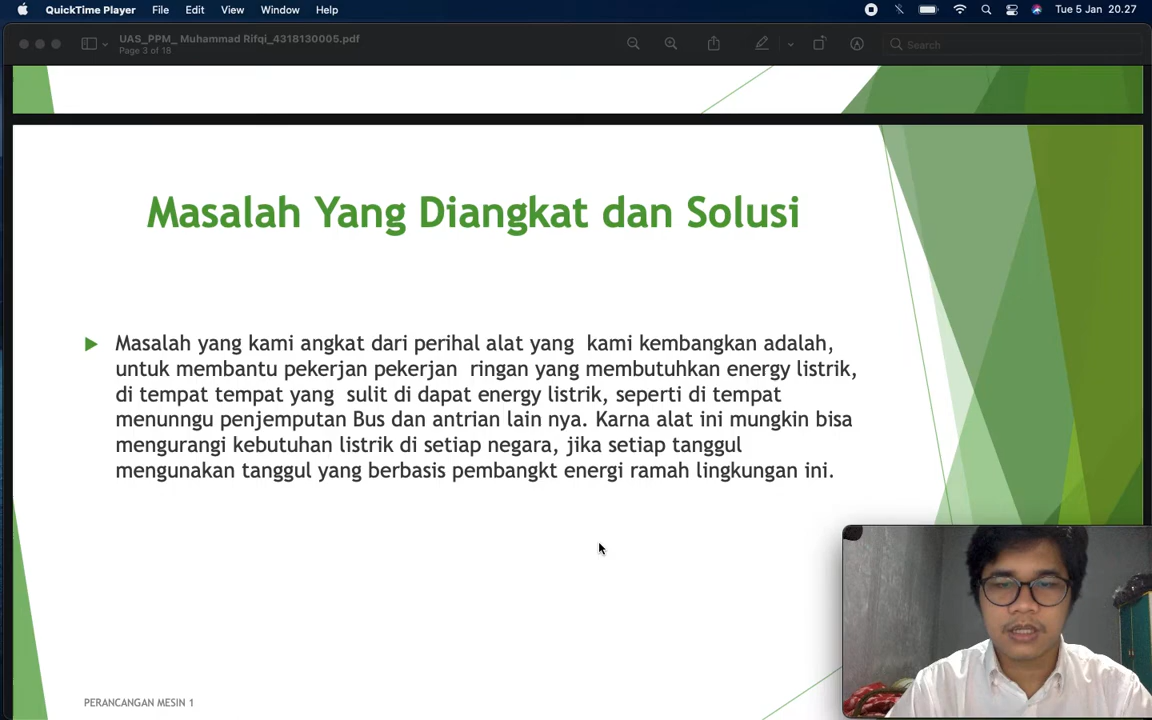 QuickTime Player File Edit View Window Help Tue 5 Jan 20.27
UAS_PPM_ Muhammad Rifqi_4318130005.pdf
Page 3 of 18
Search
Masalah Yang Diangkat dan Solusi
Masalah yang kami angkat dari perihal alat yang kami kembangkan adalah,
untuk membantu pekerjan pekerjan ringan yang membutuhkan energy listrik,
di tempat tempat yang sulit di dapat energy listrik, seperti di tempat
menunngu penjemputan Bus dan antrian lain nya. Karna alat ini mungkin bisa
mengurangi kebutuhan listrik di setiap negara, jika setiap tanggul
mengunakan tanggul yang berbasis pembangkt energi ramah lingkungan ini.
PERANCANGAN MESIN 1